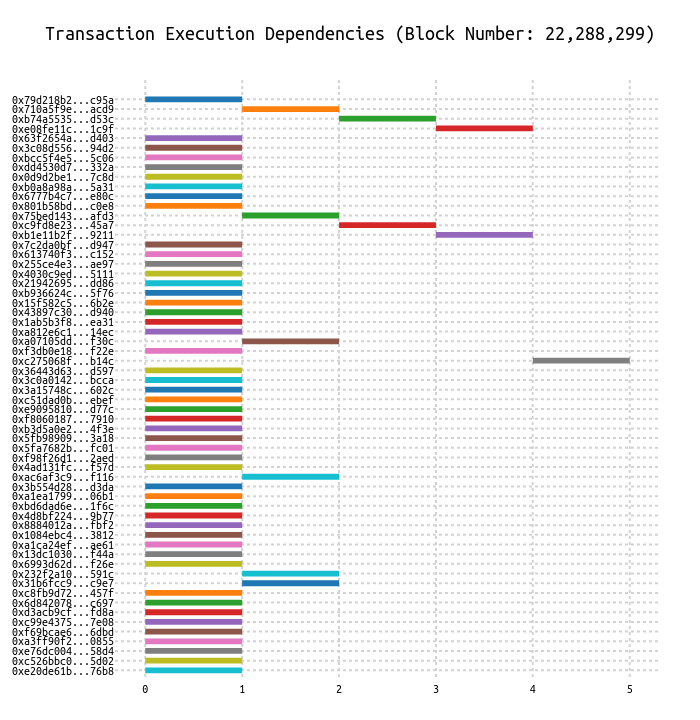 Transaction Execution Dependencies (Block Number: 22,288,299)
0x79d218b2...c95a
0x710a5f9e...acd9
0xb74a5535...d53c
0xe08fe11c...1c9f
0x63f2654a...d403
0x3c08d556...94d2
0xbcc5f4e5...5c06
0xdd4530d7...332a
0x0d9d2be1...7c8d
0xb0a8a98a...5a31
0x6777b4c7...e80c
0x801b58bd...c0e8
0x75bed143...afd3
0xc9fd8e23...45a7
0xb1e11b2f...9211
0x7c2da0bf...d947
0x613740f3...c152
0x255ce4e3...ae97
0x4030c9ed...5111
0x21942695...dd86
0xb936624c...5f76
0x15f582c5...6b2e
0x43897c30...d940
0x1ab5b3f8...ea31
0xa812e6c1...14ec
0xa07105dd...f30c
0xf3db0e18...f22e
0xc275068f...b14c
0x36443d63...d597
0x3c0a0142...bcca
0x3a15748c...602c
0xc51dad0b...ebef
0xe9095810...d77c
0xf8060187...7910
0xb3d5a0e2...4f3e
0x5fb98909...3a18
0x5fa7682b...fc01
0xf98f26d1...2aed
0x4ad131fc...f57d
0xac6af3c9...f116
0x3b554d28...d3da
0xa1ea1799...06b1
0xbd6dad6e...1f6c
0x4d8bf224...9b77
0x8884012a...fbf2
0x1084ebc4...3812
0xa1ca24ef...ae61
0x13dc1030...f44a
0x6993d62d...f26e
0x232f2a10...591c
0x31b6fcc9...c9e7
0xc8fb9d72...457f
0x6d842078...c697
0xd3acb9cf...fd8a
0xc99e4375...7e08
0xf69bcae6...6dbd
0xa3ff90f2...0855
0xe76dc004...58d4
0xc526bbc0...5d02
0xe20de61b...76b8
0 1 2 3 4 5